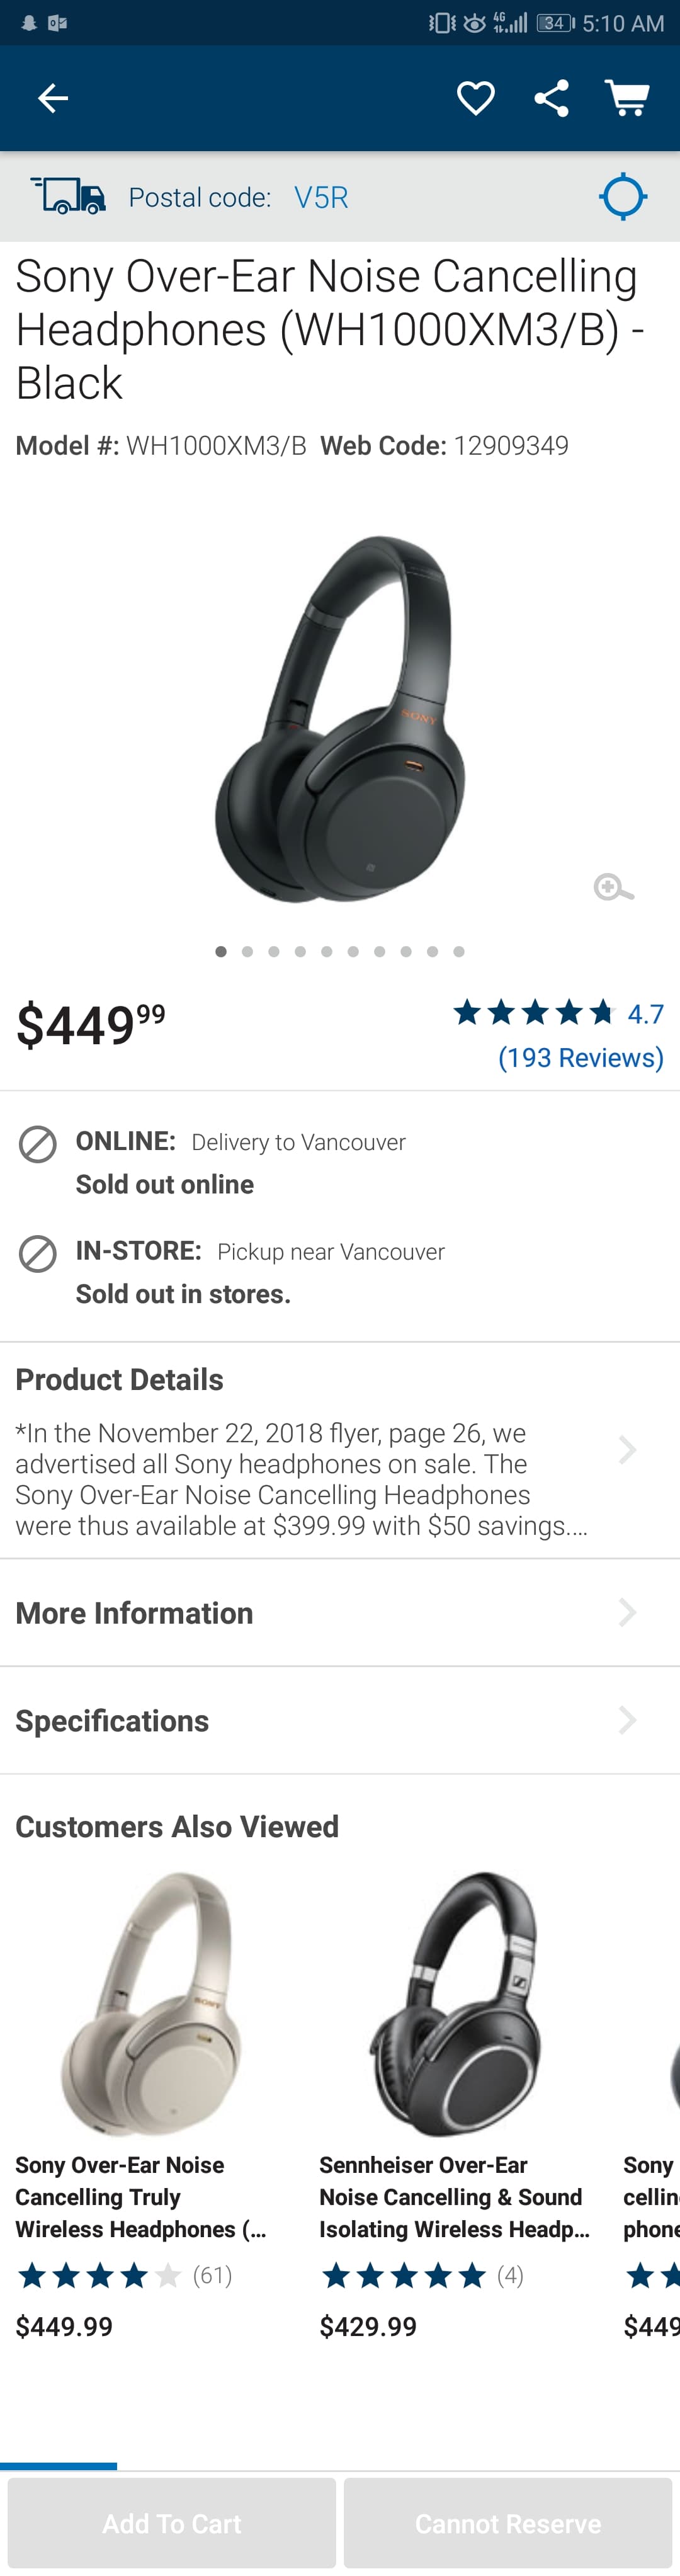 4G
34 5:10 AM
Postal code: V5R
Sony Over-Ear Noise Cancelling
Headphones (WH1000XM3/B) -
Black
Model #: WH1000XM3/B Web Code: 12909349
SONY
$449.99
4.7
(193 Reviews)
ONLINE: Delivery to Vancouver
Sold out online
IN-STORE: Pickup near Vancouver
Sold out in stores.
Product Details
*In the November 22, 2018 flyer, page 26, we
advertised all Sony headphones on sale. The
Sony Over-Ear Noise Cancelling Headphones
were thus available at $399.99 with $50 savings....
More Information
Specifications
Customers Also Viewed
SONY
Sony Over-Ear Noise
Cancelling Truly
Wireless Headphones (...
(61)
$449.99
Sennheiser Over-Ear
Noise Cancelling & Sound
Isolating Wireless Headp...
(4)
$429.99
Sony
cellin
phone
$449
Add To Cart
Cannot Reserve